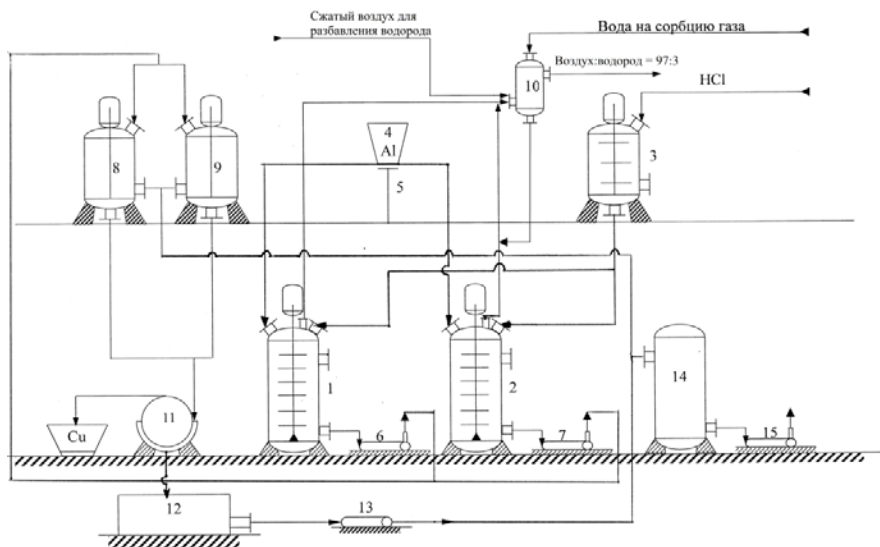 Сжатый воздух для
разбавления водорода
Вода на сорбцию газа
Воздух:водород = 97:3
HCl
10
4
Al
5
3
8
9
1
2
14
11
Cu
6
7
15
12
13